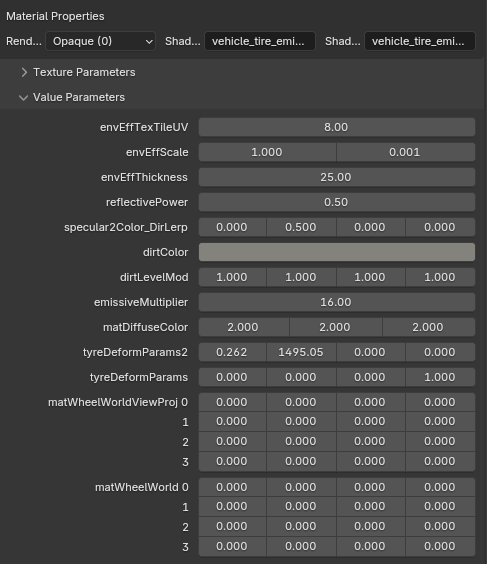 Material Properties
Rend... Opaque (0) Shad... vehicle_tire_emi... Shad... vehicle_tire_emi...
Texture Parameters
Value Parameters
envEffTexTileUV 8.00
envEffScale 1.000 0.001
envEffThickness 25.00
reflectivePower 0.50
specular2Color_DirLerp 0.000 0.500 0.000 0.000
dirtColor
dirtLevelMod 1.000 1.000 1.000 1.000
emissiveMultiplier 16.00
matDiffuseColor 2.000 2.000 2.000
tyreDeformParams2 0.262 1495.05 0.000 0.000
tyreDeformParams 0.000 0.000 0.000 1.000
matWheelWorldViewProj 0 0.000 0.000 0.000 0.000
1 0.000 0.000 0.000 0.000
2 0.000 0.000 0.000 0.000
3 0.000 0.000 0.000 0.000
matWheelWorld 0 0.000 0.000 0.000 0.000
1 0.000 0.000 0.000 0.000
2 0.000 0.000 0.000 0.000
3 0.000 0.000 0.000 0.000